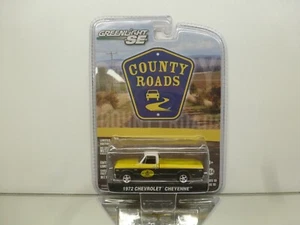 GREENLIGHT
SE
COUNTY
ROADS
1972 CHEVROLET CHEYENNE